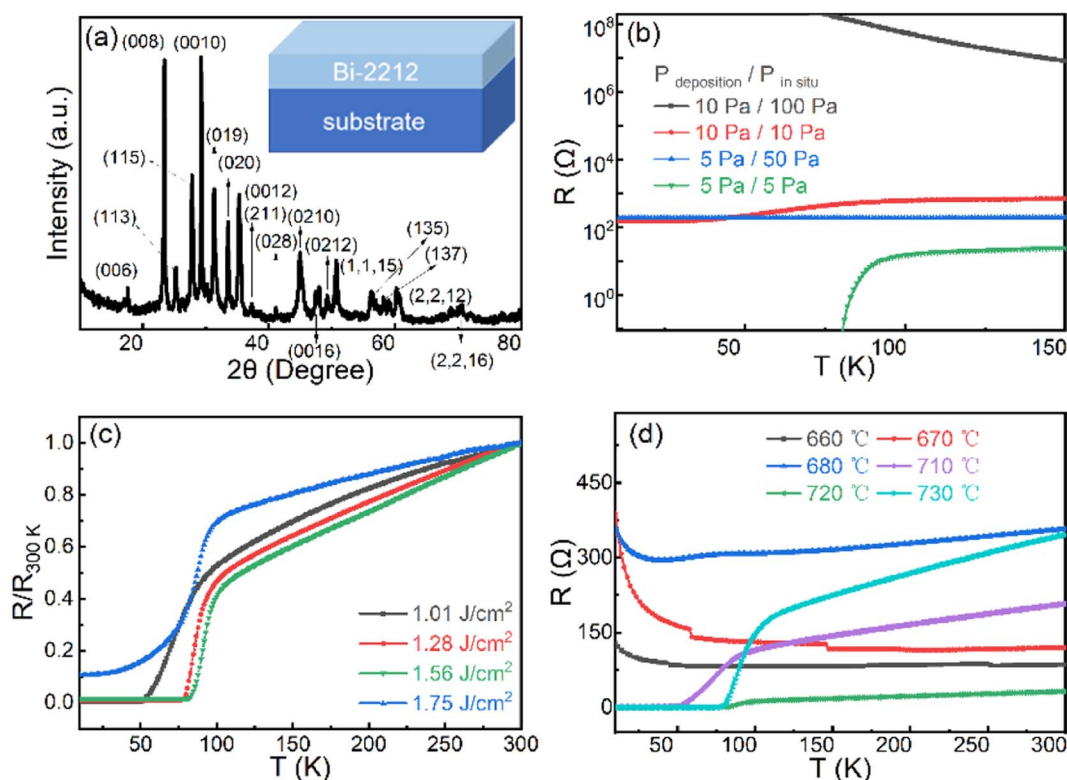 (a)
(008)
(0010)
Bi-2212
substrate
(019)
(020)
(115)
(0012)
(211)
(0210)
(135)
(113)
(028)
(0212)
(1,1,15)
(137)
(006)
(2,2,12)
(0016)
(2,2,16)
Intensity (a.u.)
20 40 60 80
2θ (Degree)
(b)
P deposition / P in situ
10 Pa / 100 Pa
10 Pa / 10 Pa
5 Pa / 50 Pa
5 Pa / 5 Pa
R (Ω)
10⁸
10⁶
10⁴
10²
10⁰
50 100 150
T (K)
(c)
R/R300 K
1.0
0.8
0.6
0.4
0.2
0.0
1.01 J/cm²
1.28 J/cm²
1.56 J/cm²
1.75 J/cm²
50 100 150 200 250 300
T (K)
(d)
660 ℃ 670 ℃
680 ℃ 710 ℃
720 ℃ 730 ℃
R (Ω)
450
300
150
0
50 100 150 200 250 300
T (K)